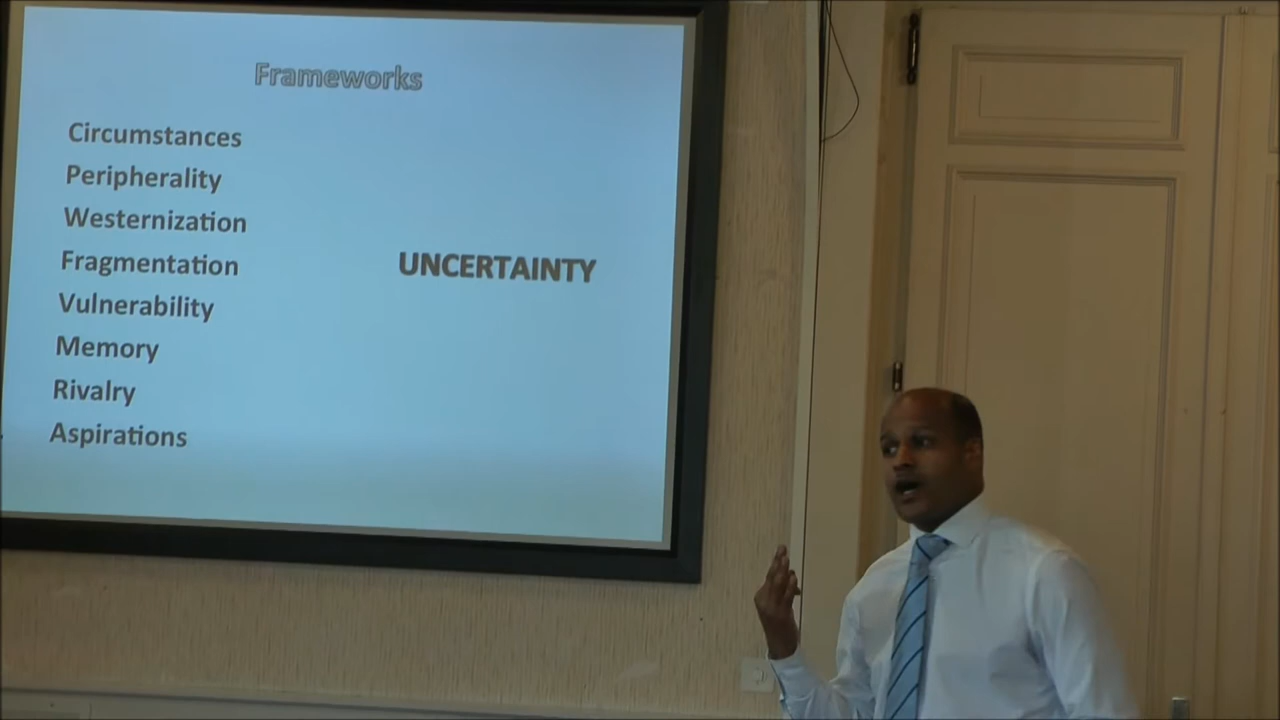 Frameworks
Circumstances
Peripherality
Westernization
Fragmentation
UNCERTAINTY
Vulnerability
Memory
Rivalry
Aspirations